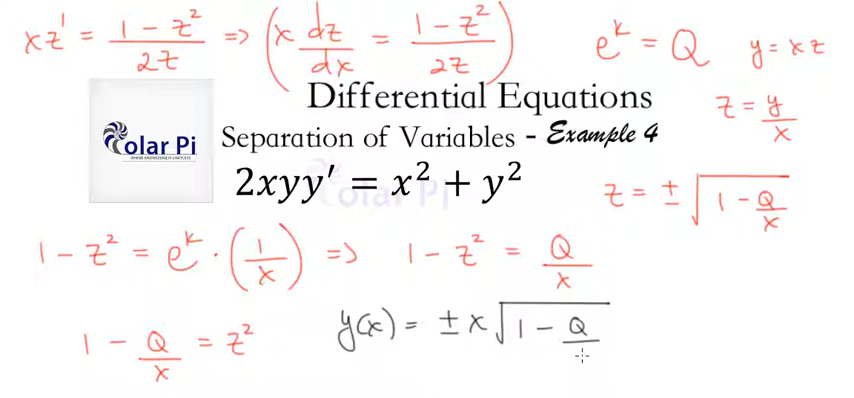 xz' = (1 - z²)/(2z) => (x dz/dx = (1 - z²)/(2z))
e^k = Q
y = xz
z = y/x
Differential Equations
Separation of Variables - Example 4
olar Pi
2xyy′ = x² + y²
z = ± √(1 - Q/x)
1 - z² = e^k · (1/x) => 1 - z² = Q/x
1 - Q/x = z²
y(x) = ± x √(1 - Q/